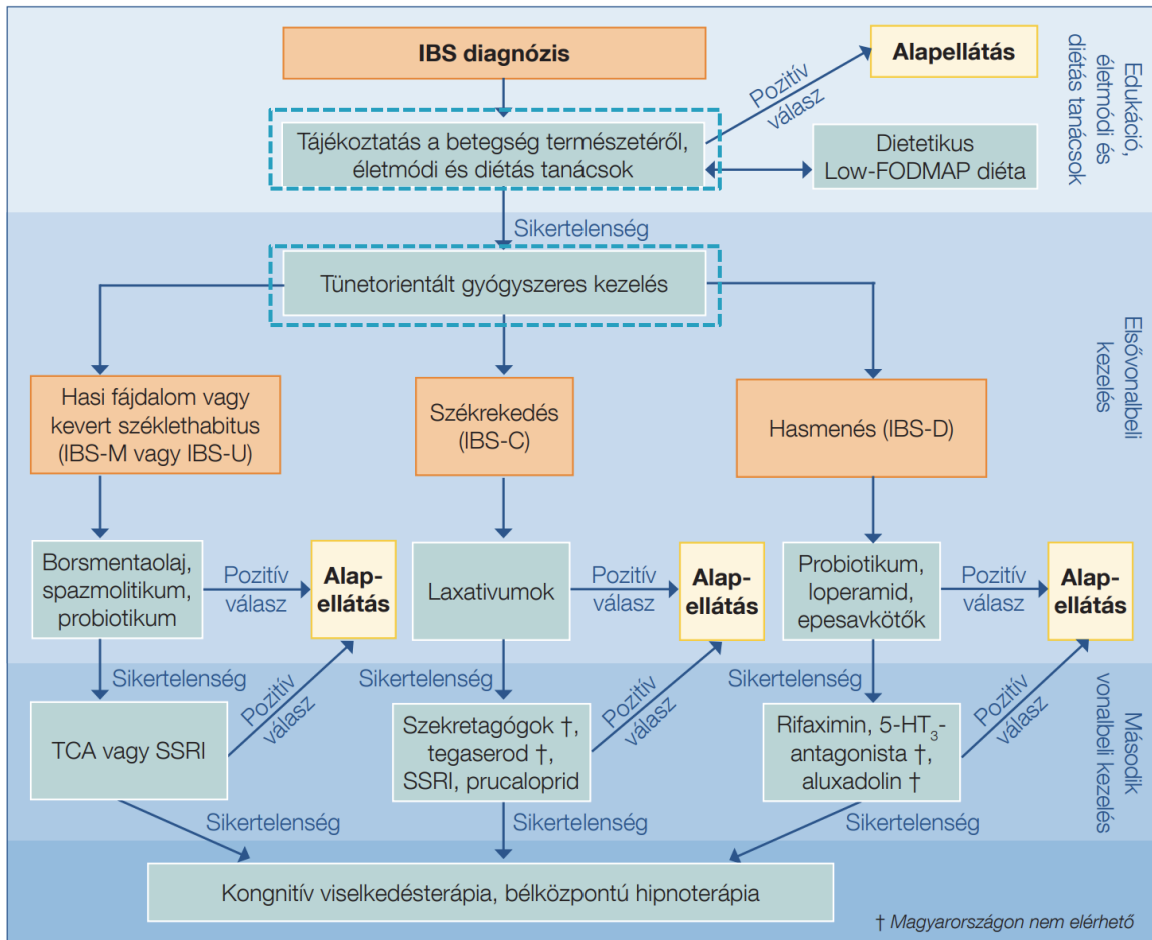 IBS diagnózis
Alapellátás
Pozitív
válasz
Edukáció,
életmódi és
diétás tanácsok
Tájékoztatás a betegség természetéről,
életmódi és diétás tanácsok
Dietetikus
Low-FODMAP diéta
Sikertelenség
Tünetorientált gyógyszeres kezelés
Elsővonalbeli
kezelés
Hasi fájdalom vagy
kevert széklethabitus
(IBS-M vagy IBS-U)
Székrekedés
(IBS-C)
Hasmenés (IBS-D)
Borsmentaolaj,
spazmolitikum,
probiotikum
Pozitív
válasz
Alap-
ellátás
Laxativumok
Pozitív
válasz
Alap-
ellátás
Probiotikum,
loperamid,
epesavkötők
Pozitív
válasz
Alap-
ellátás
Sikertelenség
Pozitív
válasz
Sikertelenség
Pozitív
válasz
Sikertelenség
Pozitív
válasz
Második
vonalbeli kezelés
TCA vagy SSRI
Szekretagógok †,
tegaserod †,
SSRI, prucaloprid
Rifaximin, 5-HT₃-
antagonista †,
aluxadolin †
Sikertelenség
Sikertelenség
Sikertelenség
Kongnitív viselkedésterápia, bélközpontú hipnoterápia
† Magyarországon nem elérhető